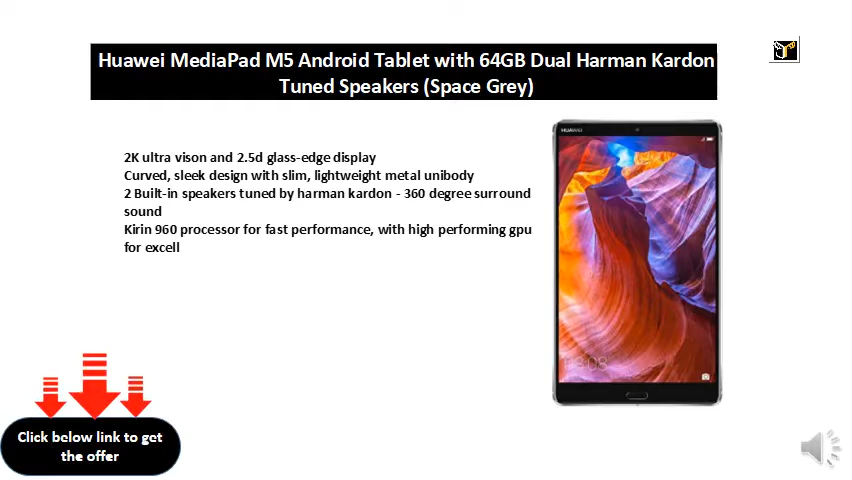 Huawei MediaPad M5 Android Tablet with 64GB Dual Harman Kardon
Tuned Speakers (Space Grey)
HUAWEI
2K ultra vison and 2.5d glass-edge display
Curved, sleek design with slim, lightweight metal unibody
2 Built-in speakers tuned by harman kardon - 360 degree surround
sound
Kirin 960 processor for fast performance, with high performing gpu
for excell
08:08
Click below link to get
the offer